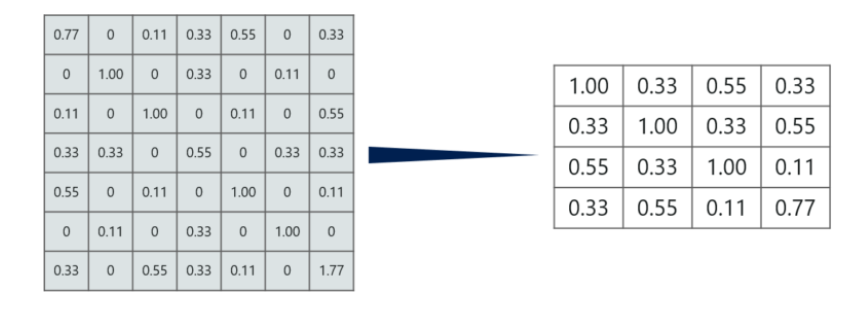 0.77 0 0.11 0.33 0.55 0 0.33
0 1.00 0 0.33 0 0.11 0
0.11 0 1.00 0 0.11 0 0.55
0.33 0.33 0 0.55 0 0.33 0.33
0.55 0 0.11 0 1.00 0 0.11
0 0.11 0 0.33 0 1.00 0
0.33 0 0.55 0.33 0.11 0 1.77
1.00 0.33 0.55 0.33
0.33 1.00 0.33 0.55
0.55 0.33 1.00 0.11
0.33 0.55 0.11 0.77